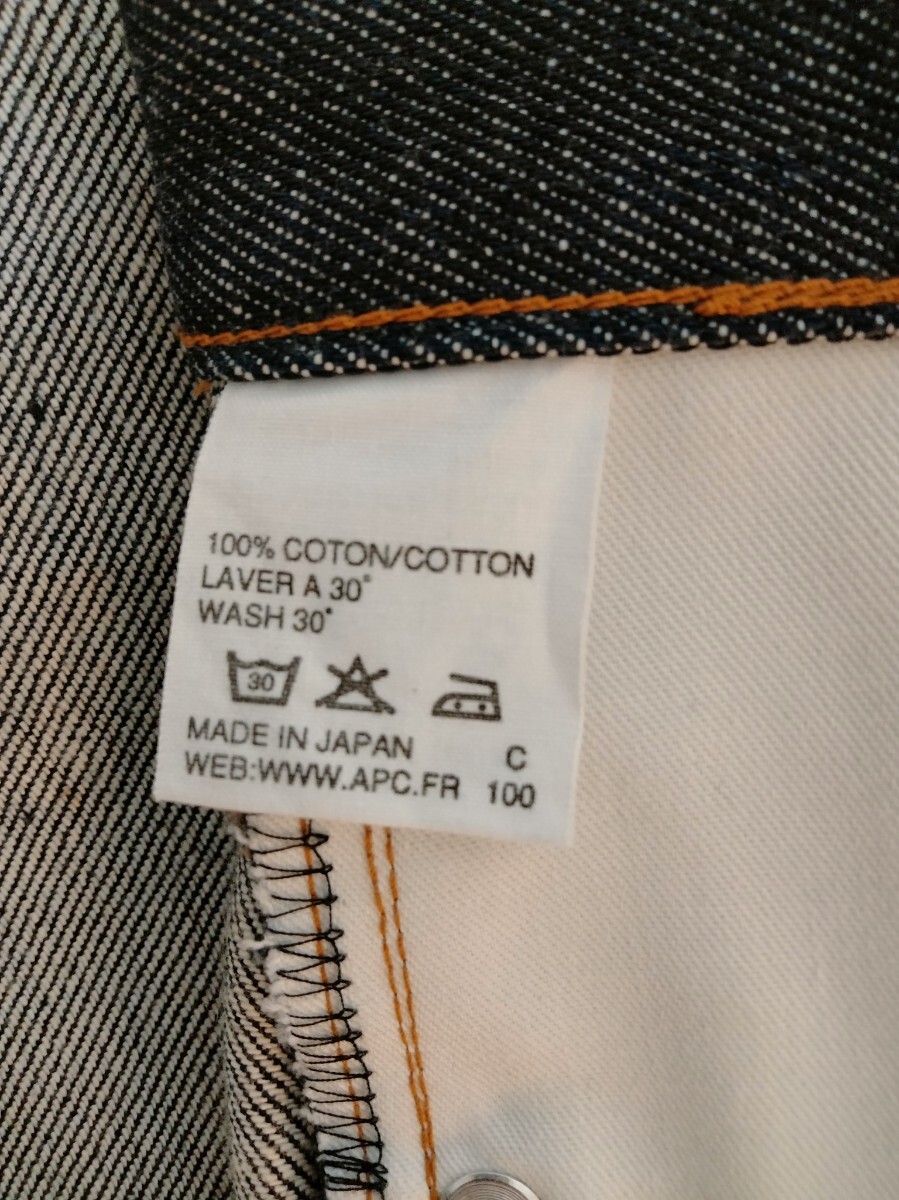 100% COTON/COTTON
LAVER A 30°
WASH 30°
30
MADE IN JAPAN C
WEB:WWW.APC.FR 100